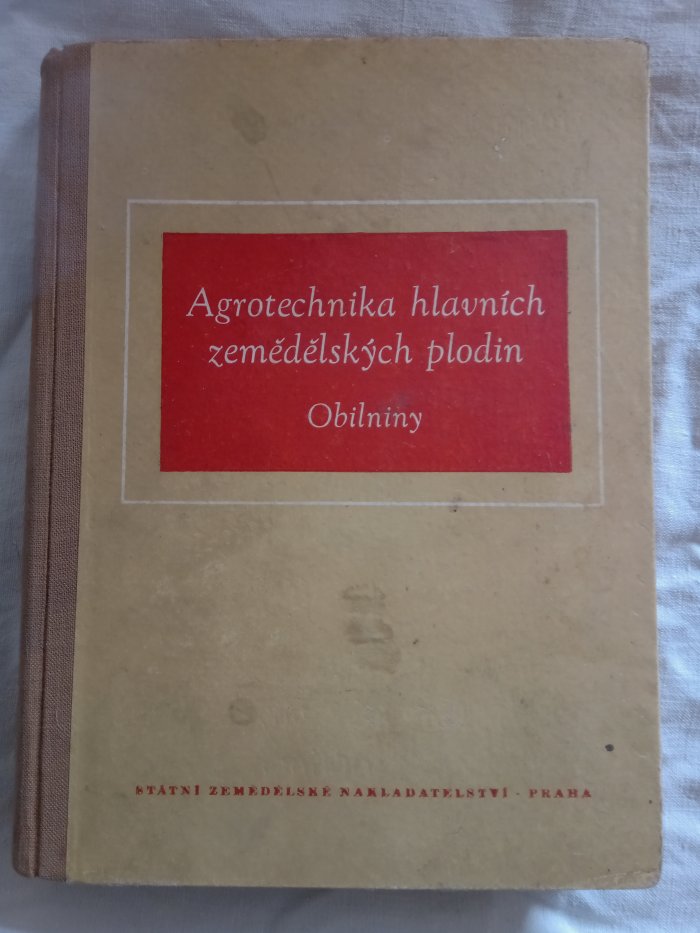 Agrotechnika hlavních
zemědělských plodin
Obilniny
STÁTNÍ ZEMĚDĚLSKÉ NAKLADATELSTVÍ · PRAHA